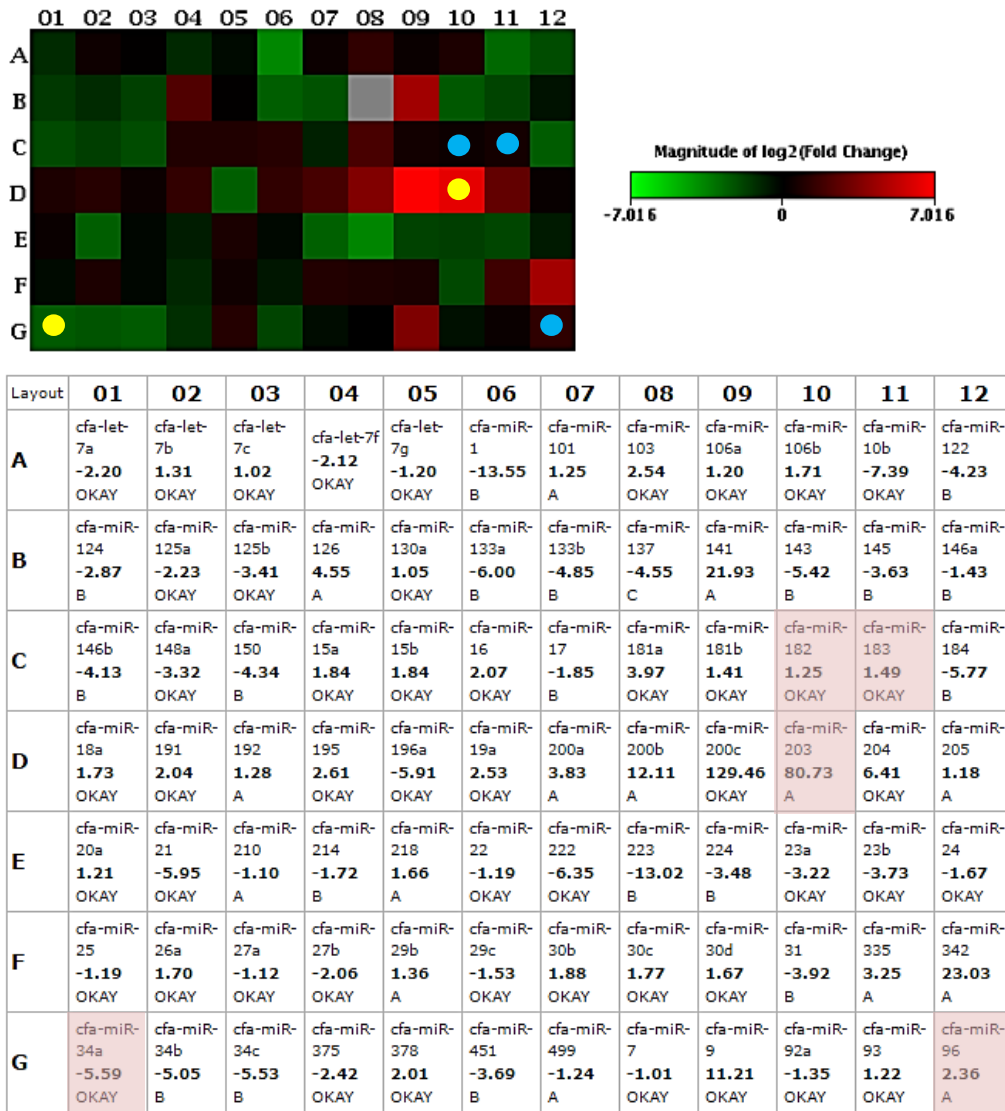 01 02 03 04 05 06 07 08 09 10 11 12
A
B
C
D
E
F
G
Magnitude of log2(Fold Change)
-7.016 0 7.016
Layout 01 02 03 04 05 06 07 08 09 10 11 12
A
cfa-let-7a -2.20 OKAY
cfa-let-7b 1.31 OKAY
cfa-let-7c 1.02 OKAY
cfa-let-7f -2.12 OKAY
cfa-let-7g -1.20 OKAY
cfa-miR-1 -13.55 B
cfa-miR-101 1.25 A
cfa-miR-103 2.54 OKAY
cfa-miR-106a 1.20 OKAY
cfa-miR-106b 1.71 OKAY
cfa-miR-10b -7.39 OKAY
cfa-miR-122 -4.23 B
B
cfa-miR-124 -2.87 B
cfa-miR-125a -2.23 OKAY
cfa-miR-125b -3.41 OKAY
cfa-miR-126 4.55 A
cfa-miR-130a 1.05 OKAY
cfa-miR-133a -6.00 B
cfa-miR-133b -4.85 B
cfa-miR-137 -4.55 C
cfa-miR-141 21.93 A
cfa-miR-143 -5.42 B
cfa-miR-145 -3.63 B
cfa-miR-146a -1.43 B
C
cfa-miR-146b -4.13 B
cfa-miR-148a -3.32 OKAY
cfa-miR-150 -4.34 B
cfa-miR-15a 1.84 OKAY
cfa-miR-15b 1.84 OKAY
cfa-miR-16 2.07 OKAY
cfa-miR-17 -1.85 B
cfa-miR-181a 3.97 OKAY
cfa-miR-181b 1.41 OKAY
cfa-miR-182 1.25 OKAY
cfa-miR-183 1.49 OKAY
cfa-miR-184 -5.77 B
D
cfa-miR-18a 1.73 OKAY
cfa-miR-191 2.04 OKAY
cfa-miR-192 1.28 A
cfa-miR-195 2.61 OKAY
cfa-miR-196a -5.91 OKAY
cfa-miR-19a 2.53 OKAY
cfa-miR-200a 3.83 A
cfa-miR-200b 12.11 A
cfa-miR-200c 129.46 OKAY
cfa-miR-203 80.73 A
cfa-miR-204 6.41 OKAY
cfa-miR-205 1.18 A
E
cfa-miR-20a 1.21 OKAY
cfa-miR-21 -5.95 OKAY
cfa-miR-210 -1.10 A
cfa-miR-214 -1.72 B
cfa-miR-218 1.66 A
cfa-miR-22 -1.19 OKAY
cfa-miR-222 -6.35 OKAY
cfa-miR-223 -13.02 B
cfa-miR-224 -3.48 B
cfa-miR-23a -3.22 OKAY
cfa-miR-23b -3.73 OKAY
cfa-miR-24 -1.67 OKAY
F
cfa-miR-25 -1.19 OKAY
cfa-miR-26a 1.70 OKAY
cfa-miR-27a -1.12 OKAY
cfa-miR-27b -2.06 OKAY
cfa-miR-29b 1.36 A
cfa-miR-29c -1.53 OKAY
cfa-miR-30b 1.88 OKAY
cfa-miR-30c 1.77 OKAY
cfa-miR-30d 1.67 OKAY
cfa-miR-31 -3.92 B
cfa-miR-335 3.25 A
cfa-miR-342 23.03 A
G
cfa-miR-34a -5.59 OKAY
cfa-miR-34b -5.05 B
cfa-miR-34c -5.53 B
cfa-miR-375 -2.42 OKAY
cfa-miR-378 2.01 OKAY
cfa-miR-451 -3.69 B
cfa-miR-499 -1.24 A
cfa-miR-7 -1.01 OKAY
cfa-miR-9 11.21 OKAY
cfa-miR-92a -1.35 OKAY
cfa-miR-93 1.22 OKAY
cfa-miR-96 2.36 A